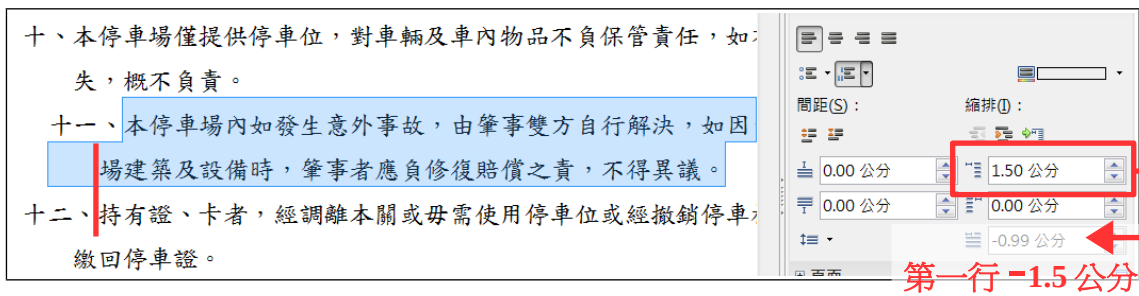 十、本停車場僅提供停車位，對車輛及車內物品不負保管責任，如
失，概不負責。
十一、本停車場內如發生意外事故，由肇事雙方自行解決，如因
場建築及設備時，肇事者應負修復賠償之責，不得異議。
十二、持有證、卡者，經調離本關或毋需使用停車位或經撤銷停車
繳回停車證。
間距(S)： 縮排(I)：
0.00 公分 1.50 公分
0.00 公分 0.00 公分
-0.99 公分
第一行 -1.5 公分